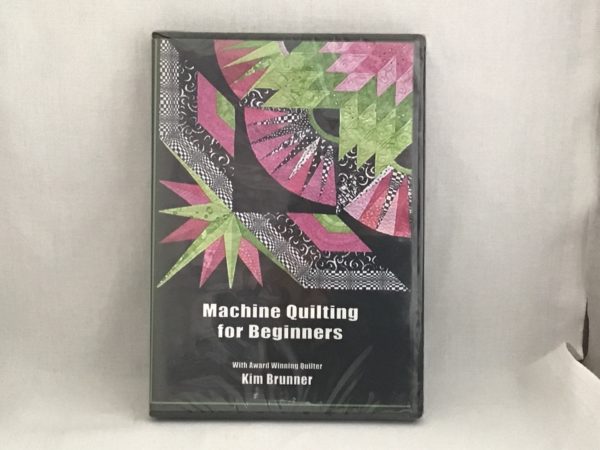 Machine Quilting
for Beginners
With Award Winning Quilter
Kim Brunner